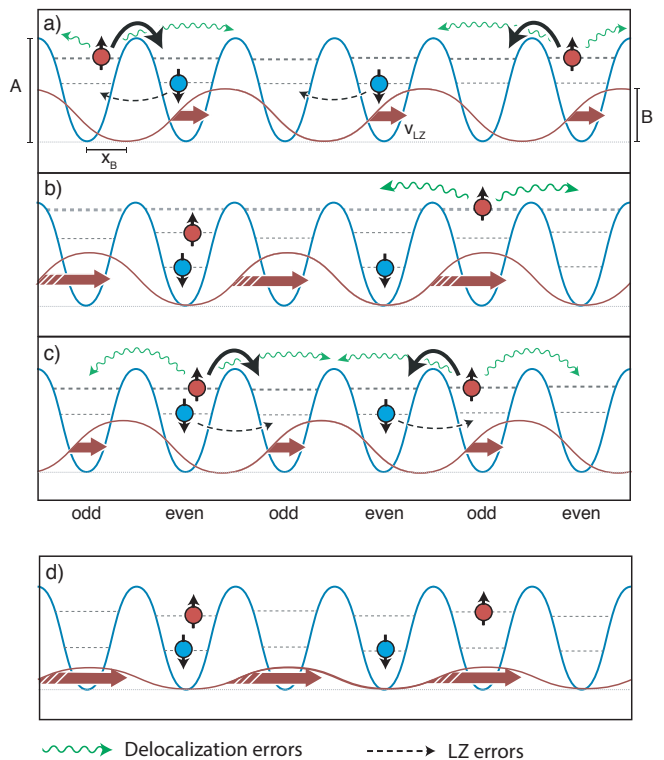 a)
A
B
v_LZ
x_B
b)
c)
odd even odd even odd even
d)
Delocalization errors LZ errors